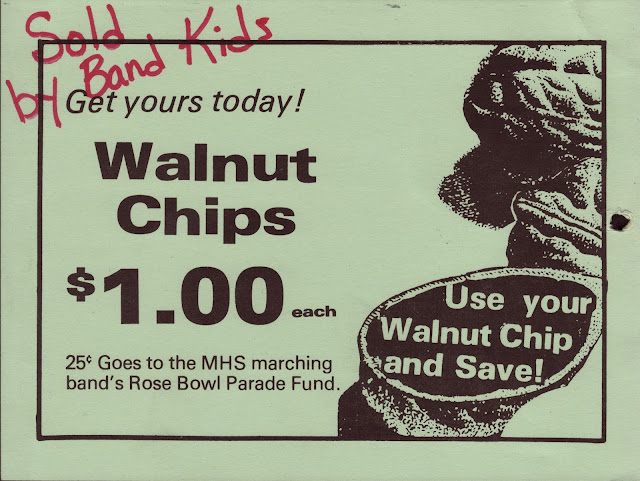 Sold
by Band Kids
Get yours today!
Walnut
Chips
$1.00 each
25¢ Goes to the MHS marching
band's Rose Bowl Parade Fund.
Use your
Walnut Chip
and Save!